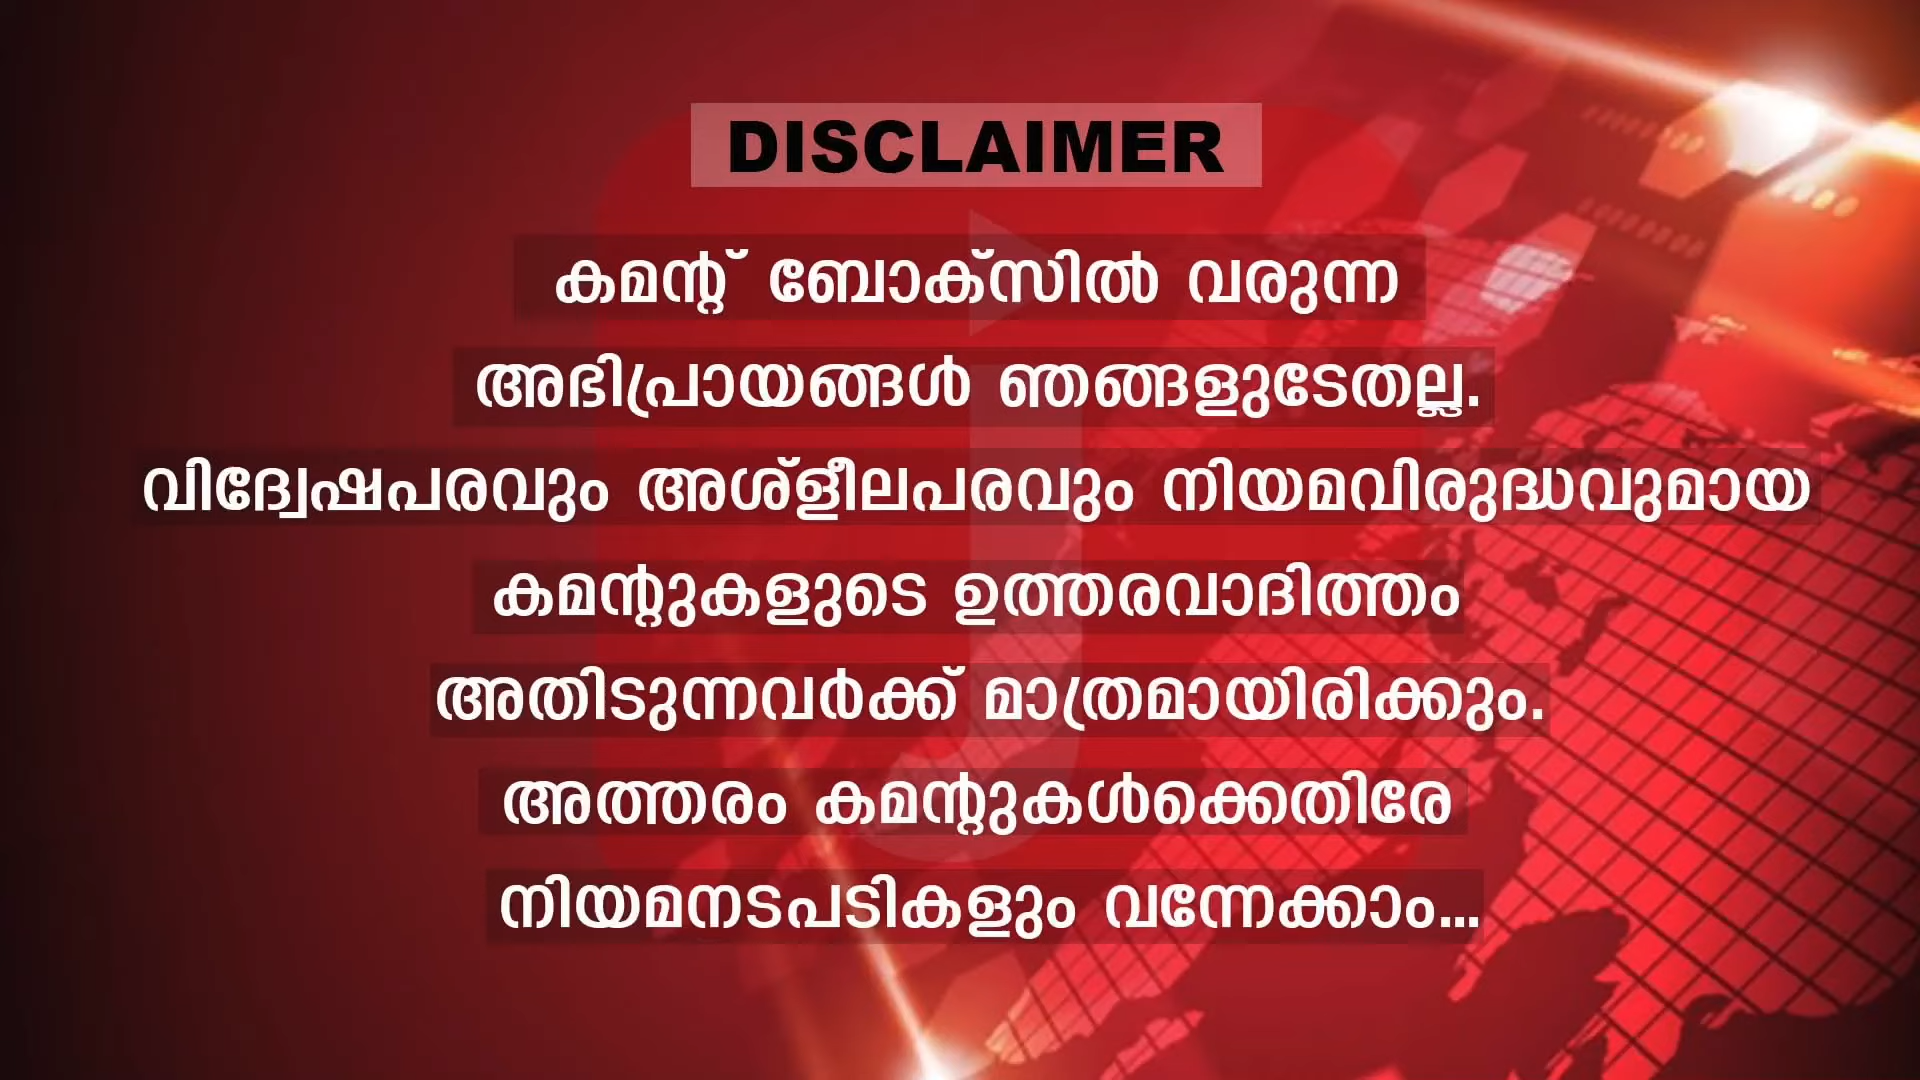 DISCLAIMER
കമന്റ് ബോക്സിൽ വരുന്ന
അഭിപ്രായങ്ങൾ ഞങ്ങളുടേതല്ല.
വിദ്വേഷപരവും അശ്ളീലപരവും നിയമവിരുദ്ധവുമായ
കമന്റുകളുടെ ഉത്തരവാദിത്തം
അതിടുന്നവർക്ക് മാത്രമായിരിക്കും.
അത്തരം കമന്റുകൾക്കെതിരേ
നിയമനടപടികളും വന്നേക്കാം...